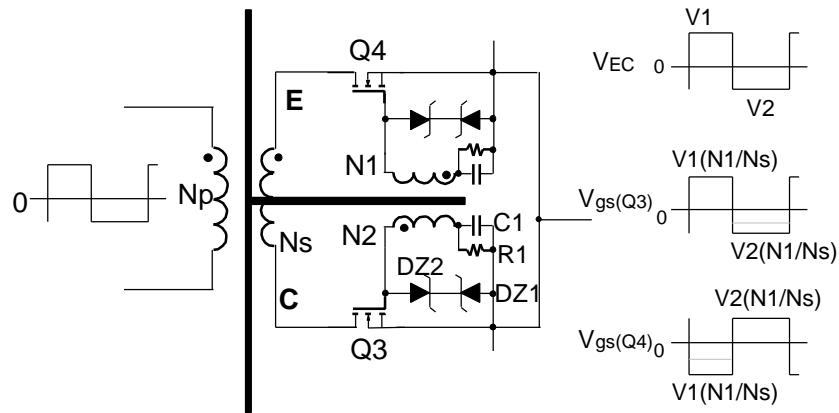 V1
Q4
VEC 0
E
V2
N1
V1(N1/Ns)
0 Np
Vgs(Q3) 0
Ns N2 C1
R1
V2(N1/Ns)
DZ2
C DZ1
V2(N1/Ns)
Q3
Vgs(Q4) 0
V1(N1/Ns)